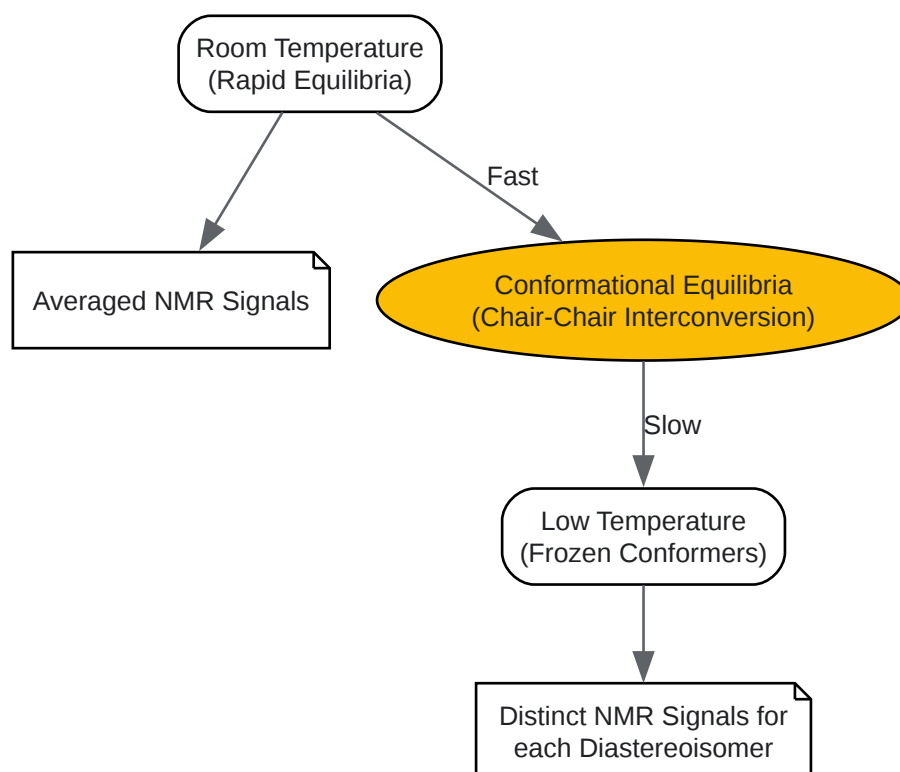 Room Temperature
(Rapid Equilibria)
Fast
Averaged NMR Signals
Conformational Equilibria
(Chair-Chair Interconversion)
Slow
Low Temperature
(Frozen Conformers)
Distinct NMR Signals for
each Diastereoisomer